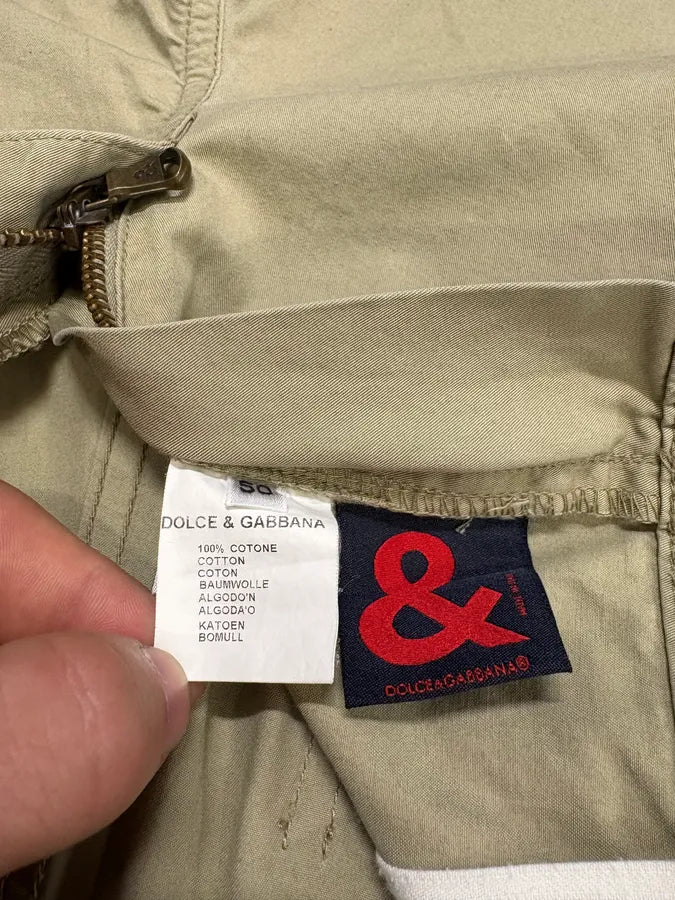 50
DOLCE & GABBANA
100% COTONE
COTTON
COTON
BAUMWOLLE
ALGODO'N
ALGODA'O
KATOEN
BOMULL
&
DOLCE&GABBANA®